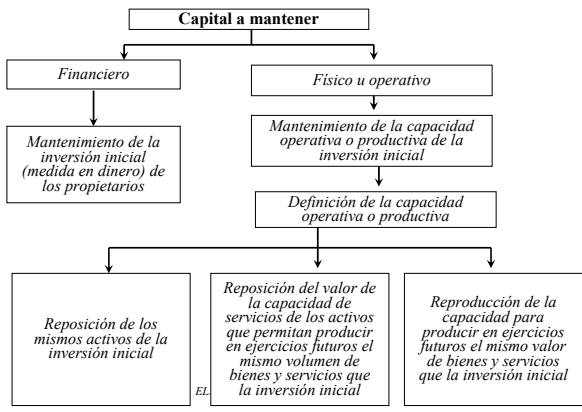 Capital a mantener
Financiero
Físico u operativo
Mantenimiento de la
inversión inicial
(medida en dinero) de
los propietarios
Mantenimiento de la capacidad
operativa o productiva de la
inversión inicial
Definición de la capacidad
operativa o productiva
Reposición de los
mismos activos de la
inversión inicial
Reposición del valor de
la capacidad de
servicios de los activos
que permitan producir
en ejercicios futuros el
mismo volumen de
bienes y servicios que
la inversión inicial
Reproducción de la
capacidad para
producir en ejercicios
futuros el mismo valor
de bienes y servicios
que la inversión inicial